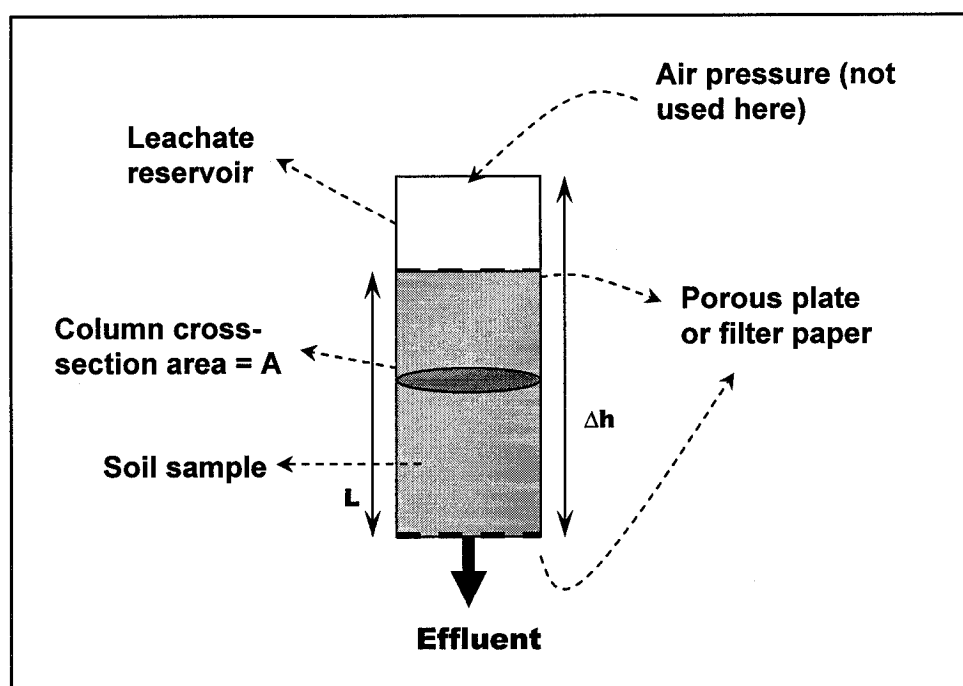 Air pressure (not
used here)
Leachate
reservoir
Porous plate
or filter paper
Column cross-
section area = A
Δh
Soil sample
L
Effluent